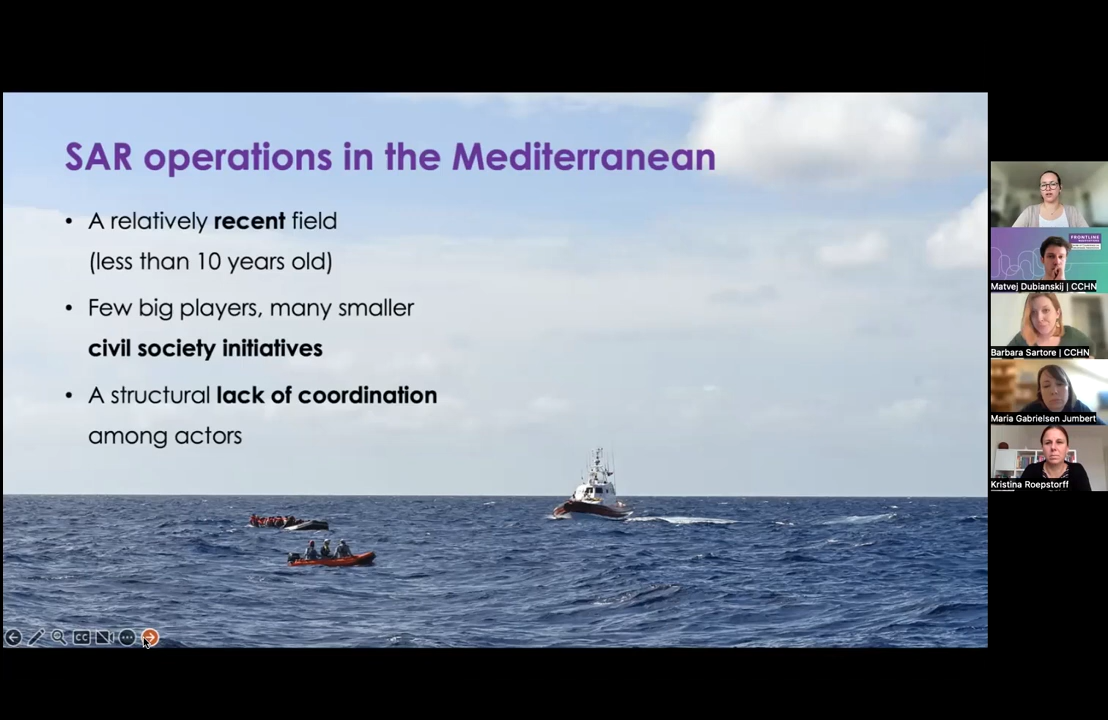 SAR operations in the Mediterranean
• A relatively recent field
(less than 10 years old)
• Few big players, many smaller
civil society initiatives
• A structural lack of coordination
among actors
CC
FRONTLINE
Matvej Dubianskij | CCHN
Barbara Sartore | CCHN
Maria Gabrielsen Jumbert
Kristina Roepstorff